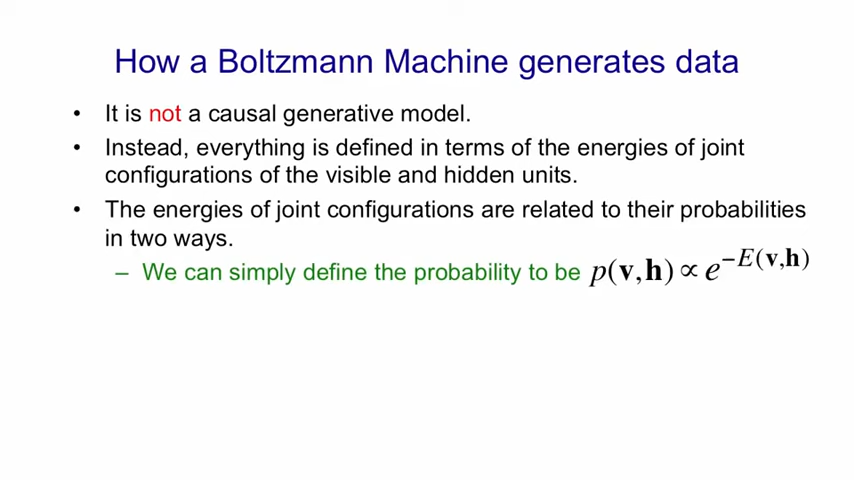 How a Boltzmann Machine generates data
• It is not a causal generative model.
• Instead, everything is defined in terms of the energies of joint
configurations of the visible and hidden units.
• The energies of joint configurations are related to their probabilities
in two ways.
– We can simply define the probability to be p(v,h) ∝ e^{−E(v,h)}